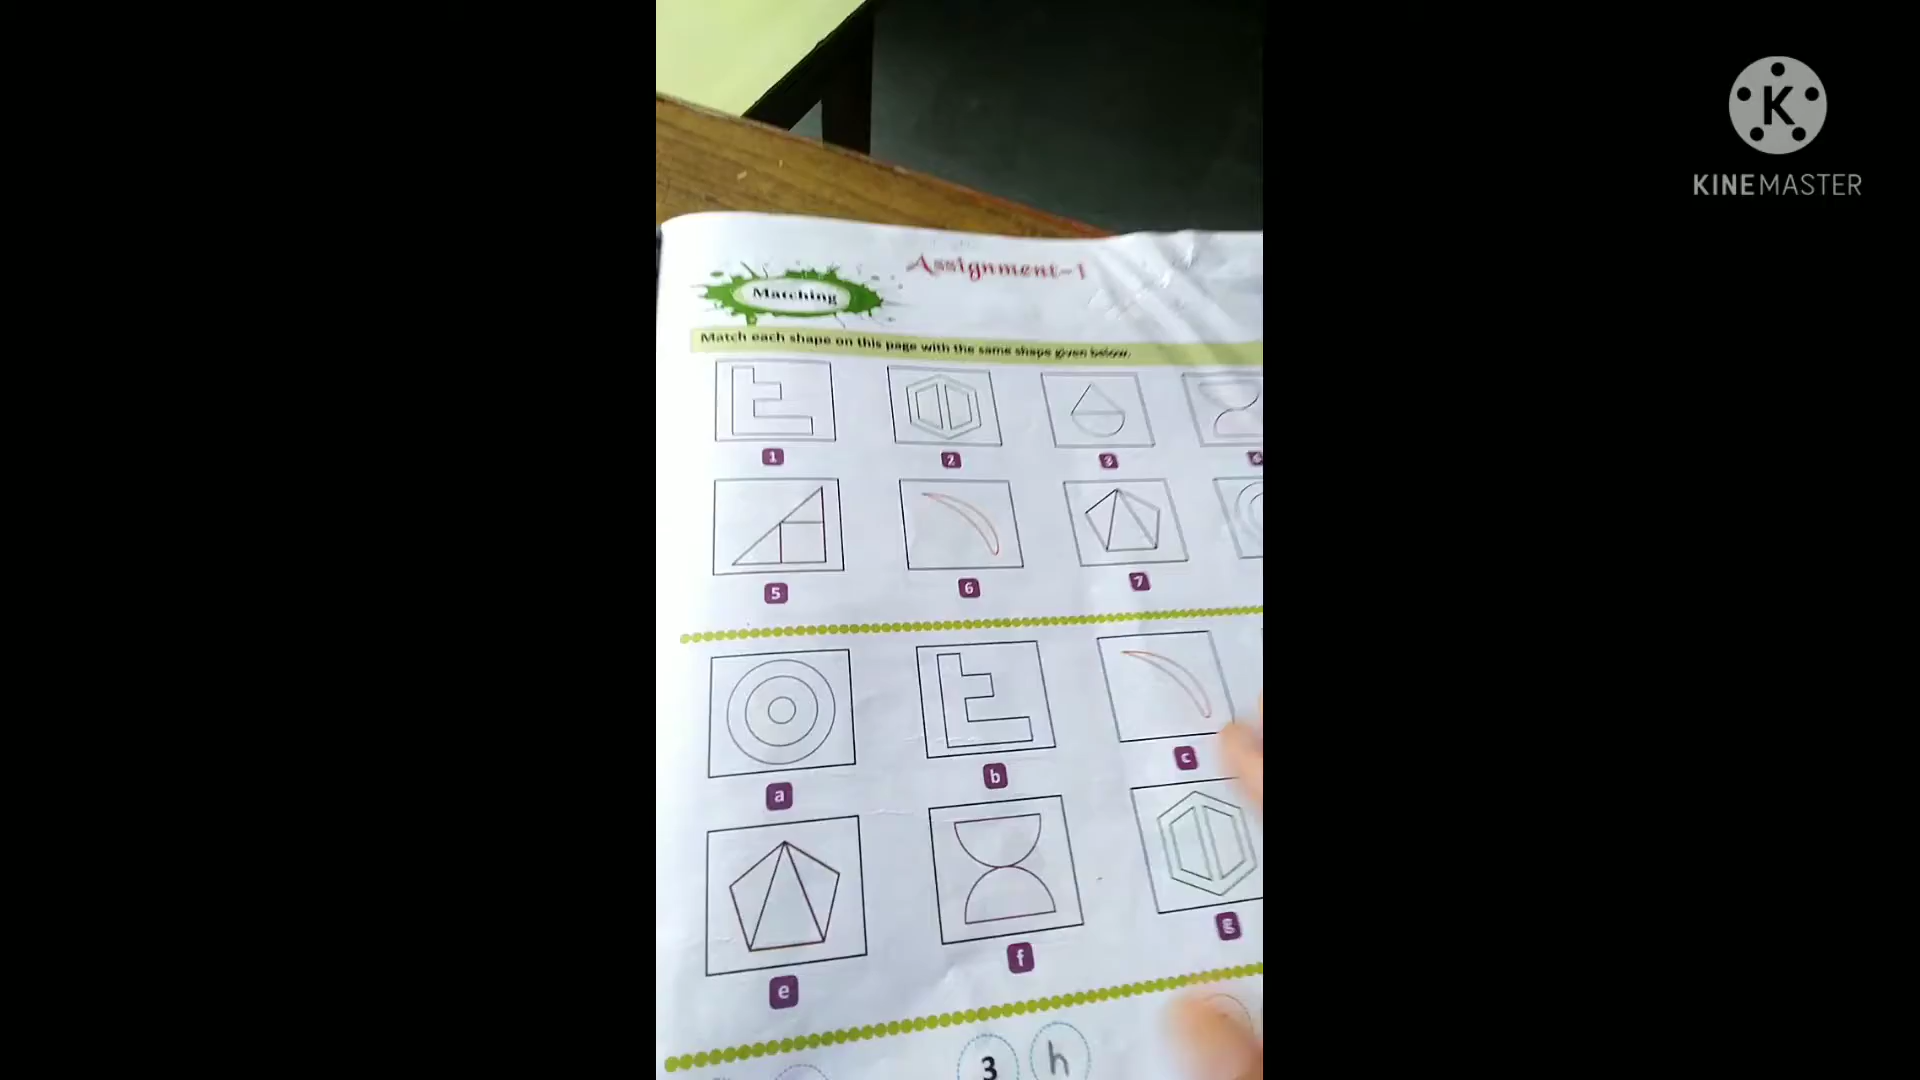 KINEMASTER
Assignment-1
Matching
Match each shape on this page with the same shape given below.
1
2
3
5
6
7
a
b
c
e
f
g
3
h